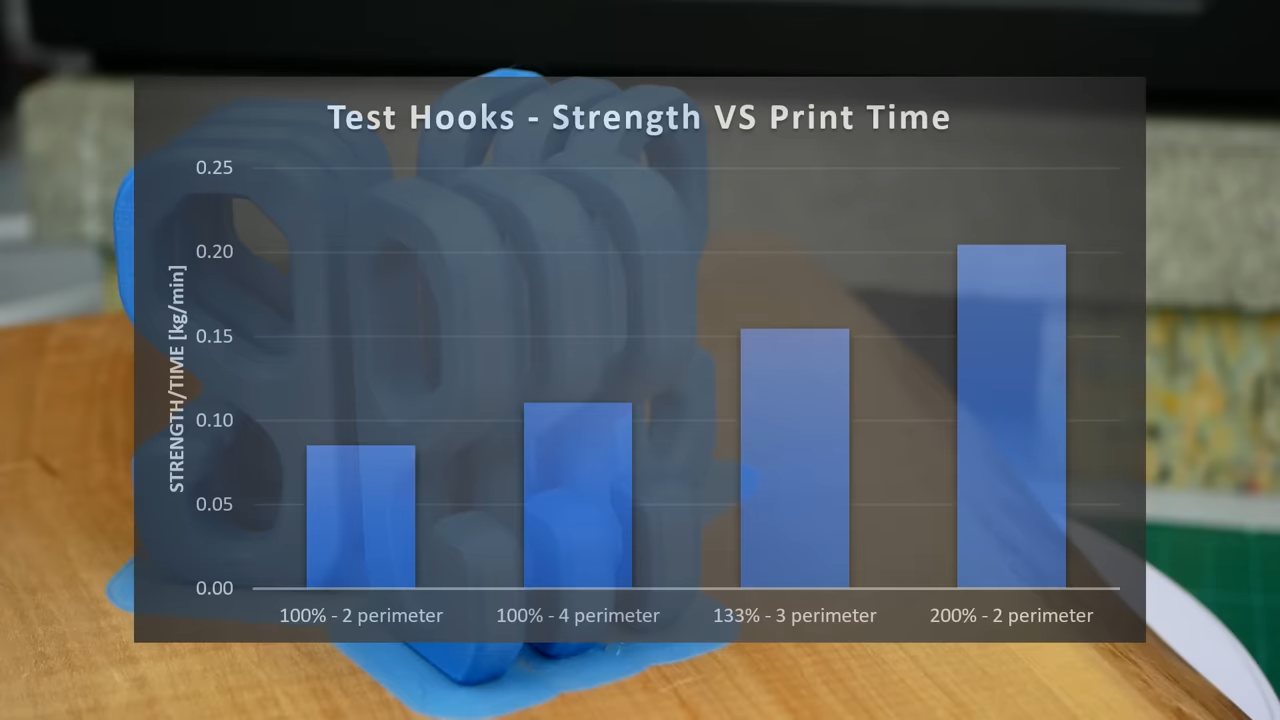 Test Hooks - Strength VS Print Time
STRENGTH/TIME [kg/min]
0.25
0.20
0.15
0.10
0.05
0.00
100% - 2 perimeter
100% - 4 perimeter
133% - 3 perimeter
200% - 2 perimeter